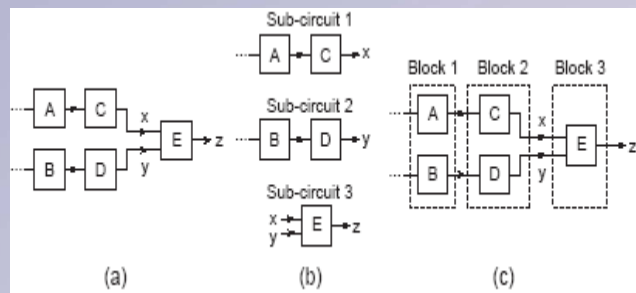 A C x
E z
B D y
(a)
Sub-circuit 1
A C x
Sub-circuit 2
B D y
Sub-circuit 3
x
y E z
(b)
Block 1 Block 2 Block 3
A C x
E z
B D y
(c)